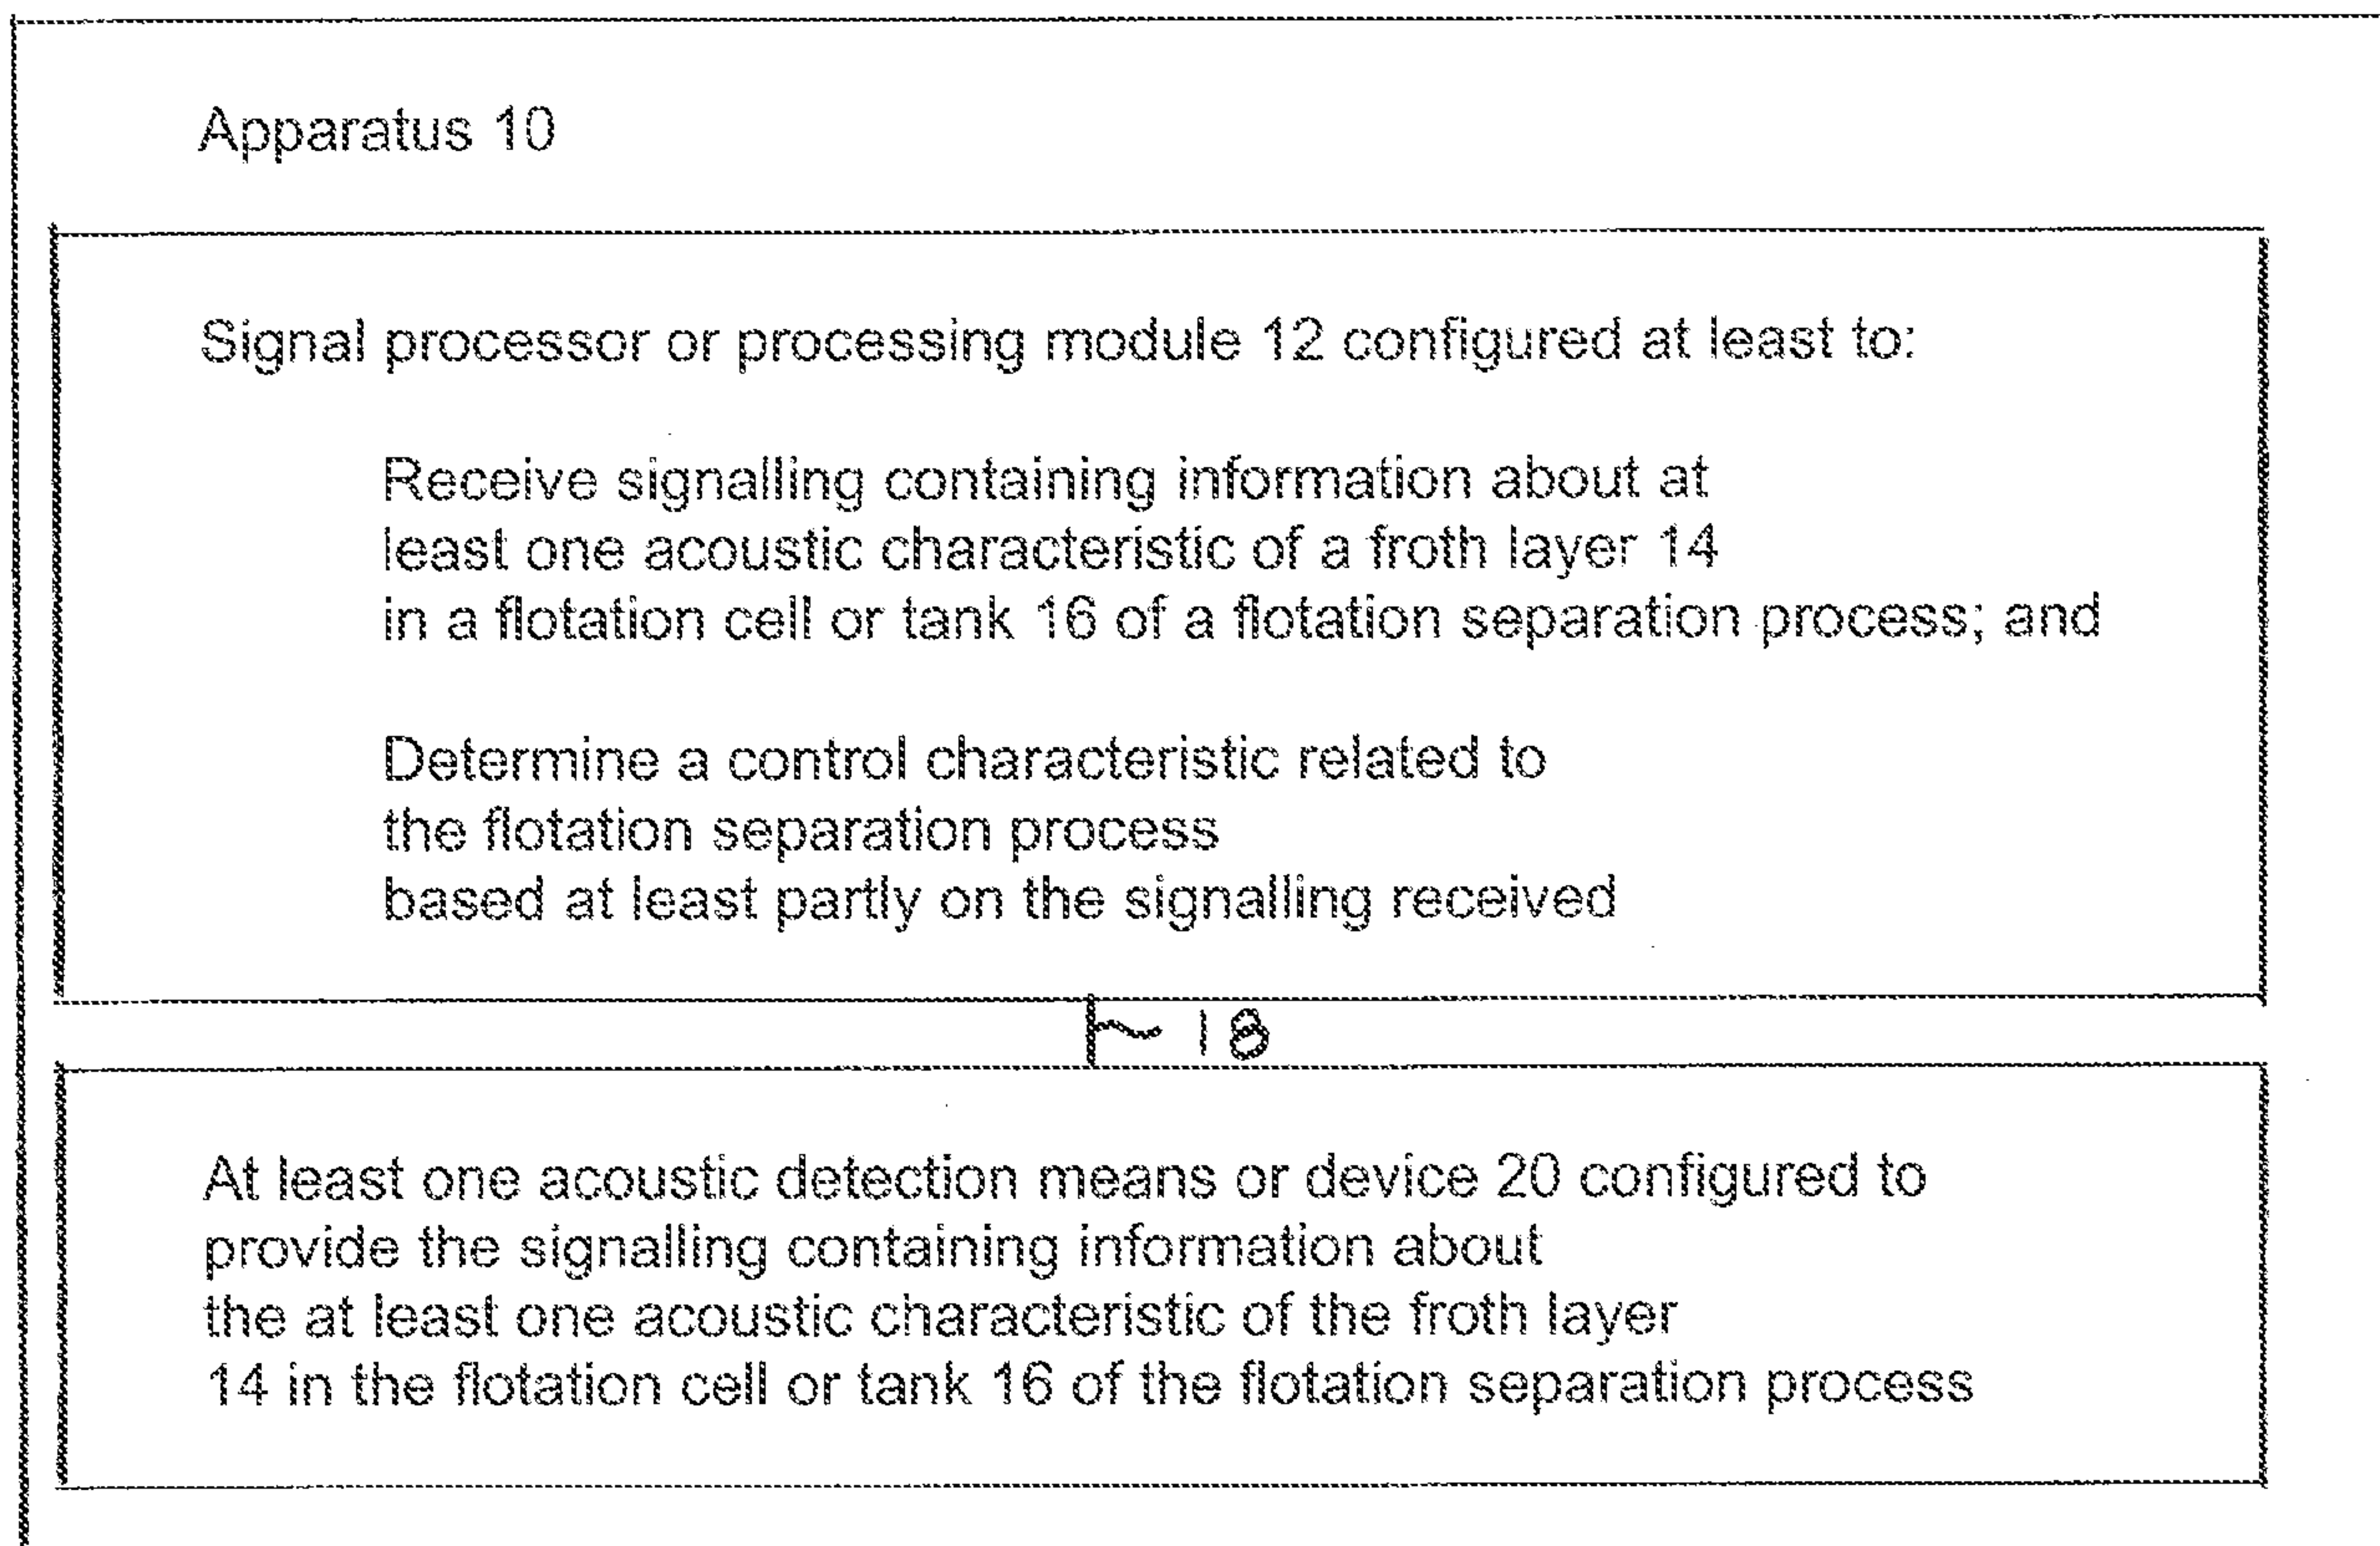 Apparatus 10
Signal processor or processing module 12 configured at least to:
Receive signalling containing information about at
least one acoustic characteristic of a froth layer 14
in a flotation cell or tank 16 of a flotation separation process; and
Determine a control characteristic related to
the flotation separation process
based at least partly on the signalling received
18
At least one acoustic detection means or device 20 configured to
provide the signalling containing information about
the at least one acoustic characteristic of the froth layer
14 in the flotation cell or tank 16 of the flotation separation process